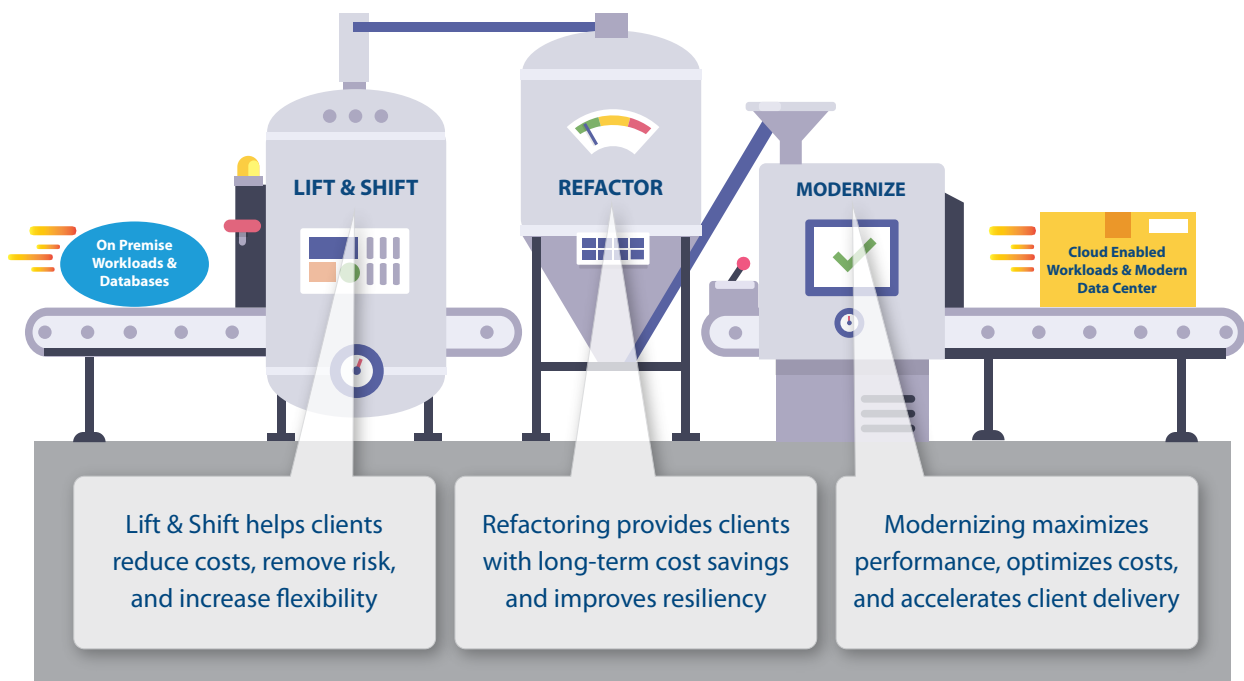 LIFT & SHIFT
REFACTOR
MODERNIZE
On Premise
Workloads &
Databases
Cloud Enabled
Workloads & Modern
Data Center
Lift & Shift helps clients
reduce costs, remove risk,
and increase flexibility
Refactoring provides clients
with long-term cost savings
and improves resiliency
Modernizing maximizes
performance, optimizes costs,
and accelerates client delivery